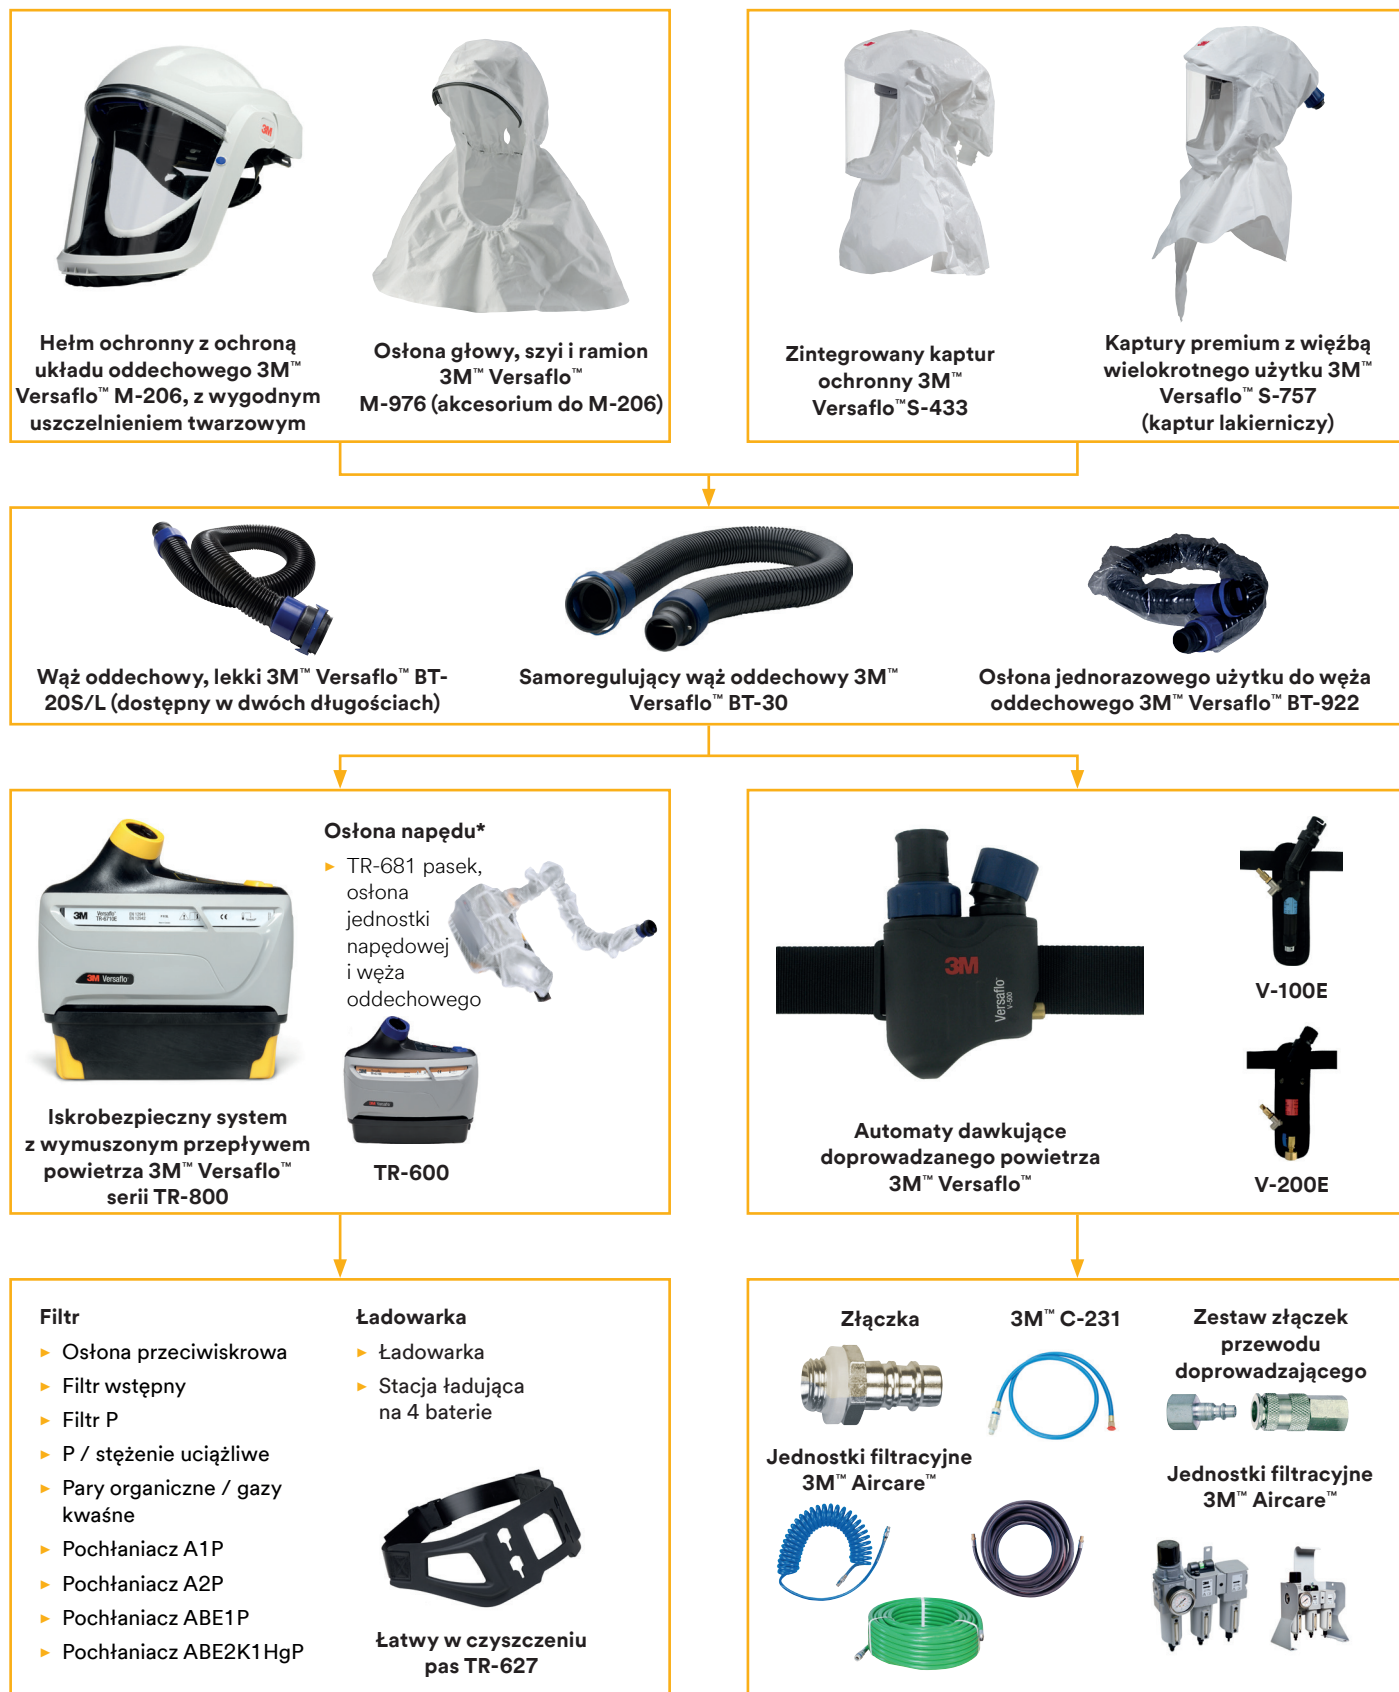 3M
Hełm ochronny z ochroną
układu oddechowego 3M™
Versaflo™ M-206, z wygodnym
uszczelnieniem twarzowym
Osłona głowy, szyi i ramion
3M™ Versaflo™
M-976 (akcesorium do M-206)
Zintegrowany kaptur
ochronny 3M™
Versaflo™S-433
Kaptury premium z więźbą
wielokrotnego użytku 3M™
Versaflo™ S-757
(kaptur lakierniczy)
Wąż oddechowy, lekki 3M™ Versaflo™ BT-
20S/L (dostępny w dwóch długościach)
Samoregulujący wąż oddechowy 3M™
Versaflo™ BT-30
Osłona jednorazowego użytku do węża
oddechowego 3M™ Versaflo™ BT-922
3M Versaflo
Osłona napędu*
► TR-681 pasek,
osłona
jednostki
napędowej
i węża
oddechowego
Iskrobezpieczny system
z wymuszonym przepływem
powietrza 3M™ Versaflo™
serii TR-800
TR-600
3M
Versaflo
V-500
Automaty dawkujące
doprowadzanego powietrza
3M™ Versaflo™
V-100E
V-200E
Filtr
► Osłona przeciwiskrowa
► Filtr wstępny
► Filtr P
► P / stężenie uciążliwe
► Pary organiczne / gazy
kwaśne
► Pochłaniacz A1P
► Pochłaniacz A2P
► Pochłaniacz ABE1P
► Pochłaniacz ABE2K1HgP
Ładowarka
► Ładowarka
► Stacja ładująca
na 4 baterie
Łatwy w czyszczeniu
pas TR-627
Złączka
3M™ C-231
Zestaw złączek
przewodu
doprowadzającego
Jednostki filtracyjne
3M™ Aircare™
Jednostki filtracyjne
3M™ Aircare™